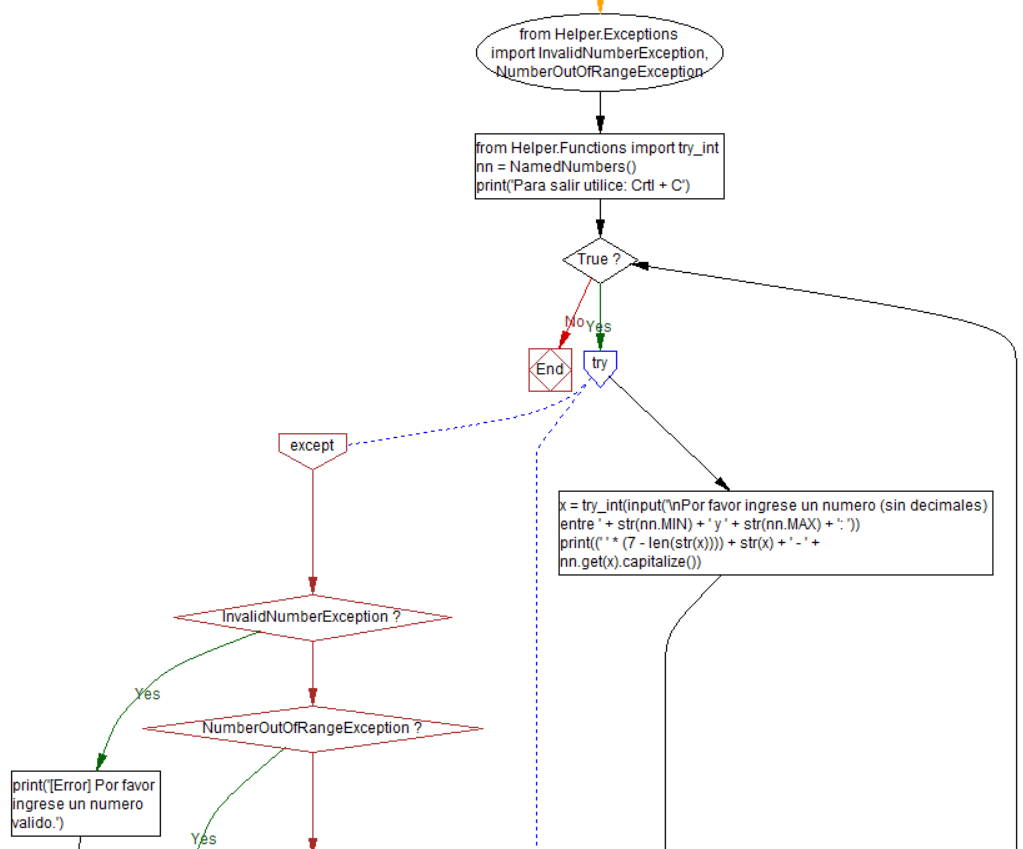 from Helper.Exceptions
import InvalidNumberException,
NumberOutOfRangeException
from Helper.Functions import try_int
nn = NamedNumbers()
print('Para salir utilice: Crtl + C')
True ?
No
Yes
End
try
except
x = try_int(input('\nPor favor ingrese un numero (sin decimales)
entre ' + str(nn.MIN) + ' y ' + str(nn.MAX) + ': '))
print((' ' * (7 - len(str(x)))) + str(x) + ' - ' +
nn.get(x).capitalize())
InvalidNumberException ?
Yes
NumberOutOfRangeException ?
print('[Error] Por favor
ingrese un numero
valido.')
Yes